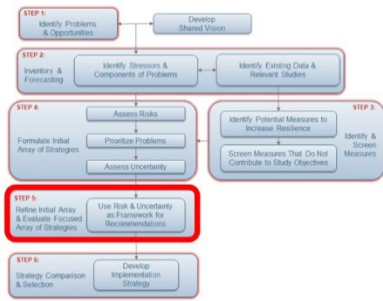 STEP 1:
Identify Problems
& Opportunities
Develop
Shared Vision
STEP 2:
Inventory &
Forecasting
Identify Stressors &
Components of Problems
Identify Existing Data &
Relevant Studies
STEP 4:
Formulate Initial
Array of Strategies
Assess Risks
Prioritize Problems
Assess Uncertainty
STEP 3:
Identify Potential Measures to
Increase Resilience
Screen Measures That Do Not
Contribute to Study Objectives
Identify &
Screen
Measures
STEP 5:
Refine Initial Array
& Evaluate Focused
Array of Strategies
Use Risk & Uncertainty
as Framework for
Recommendations
STEP 6:
Strategy Comparison
& Selection
Develop
Implementation
Strategy